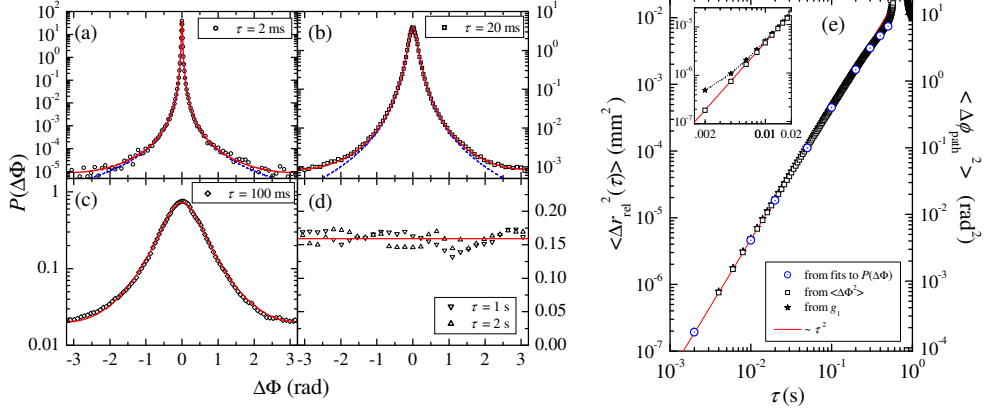 (a)
τ = 2 ms
(b)
τ = 20 ms
(c)
τ = 100 ms
(d)
τ = 1 s
τ = 2 s
P(ΔΦ)
10²
10¹
10⁰
10⁻¹
10⁻²
10⁻³
10⁻⁴
10⁻⁵
10⁰
10⁻¹
10⁻²
10⁻³
1
0.1
0.01
0.20
0.15
0.10
0.05
0.00
-3 -2 -1 0 1 2 3
-3 -2 -1 0 1 2 3
ΔΦ (rad)
(e)
<Δr²rel(τ)> (mm²)
10⁻²
10⁻³
10⁻⁴
10⁻⁵
10⁻⁶
10⁻⁷
10⁻⁵
10⁻⁶
10⁻⁷
0.002 0.01 0.02
10¹
10⁰
10⁻¹
10⁻²
10⁻³
10⁻⁴
<Δϕ²path> (rad²)
from fits to P(ΔΦ)
from <ΔΦ²>
from g₁
~ τ²
10⁻³ 10⁻² 10⁻¹ 10⁰
τ (s)